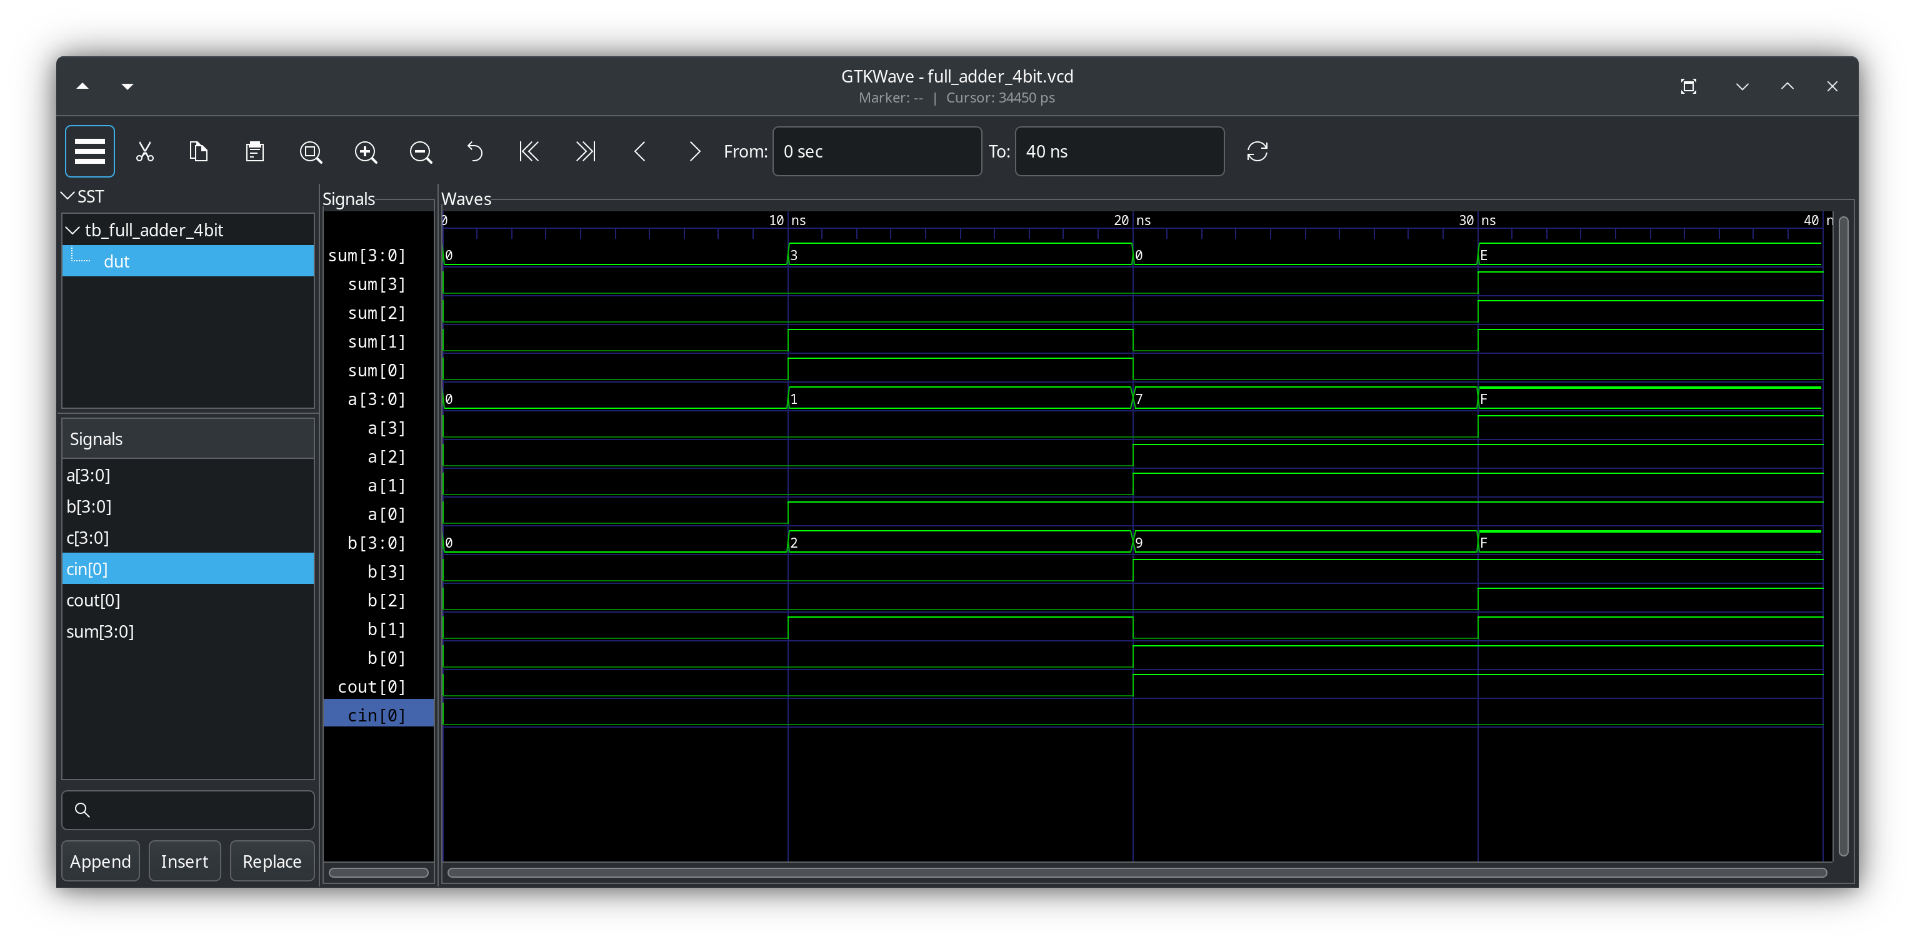 GTKWave - full_adder_4bit.vcd
Marker: -- | Cursor: 34450 ps
From: 0 sec To: 40 ns
SST
tb_full_adder_4bit
dut
Signals
a[3:0]
b[3:0]
c[3:0]
cin[0]
cout[0]
sum[3:0]
Append Insert Replace
Signals
sum[3:0]
sum[3]
sum[2]
sum[1]
sum[0]
a[3:0]
a[3]
a[2]
a[1]
a[0]
b[3:0]
b[3]
b[2]
b[1]
b[0]
cout[0]
cin[0]
Waves
0 10 ns 20 ns 30 ns 40 n
0 3 0 E
0 1 7 F
0 2 9 F